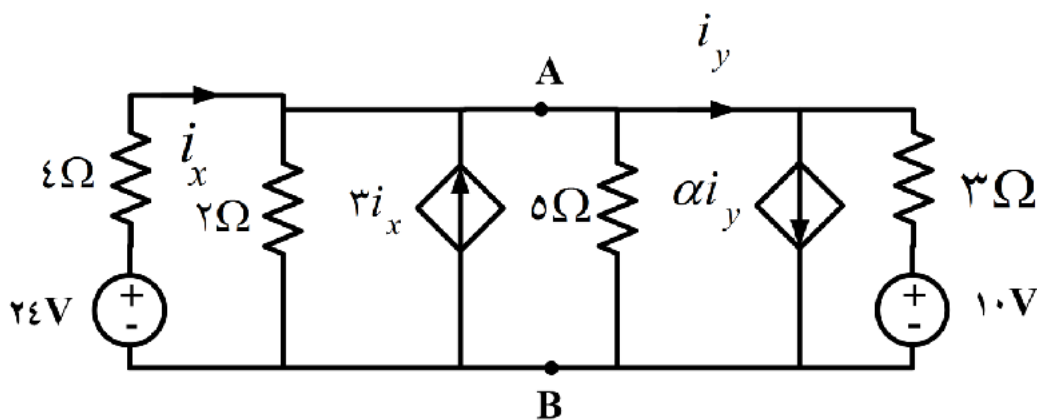 i_y
A
i_x
٤Ω
٢Ω
٣i_x
٥Ω
αi_y
٣Ω
٢٤V
+
-
+
-
١٠V
B